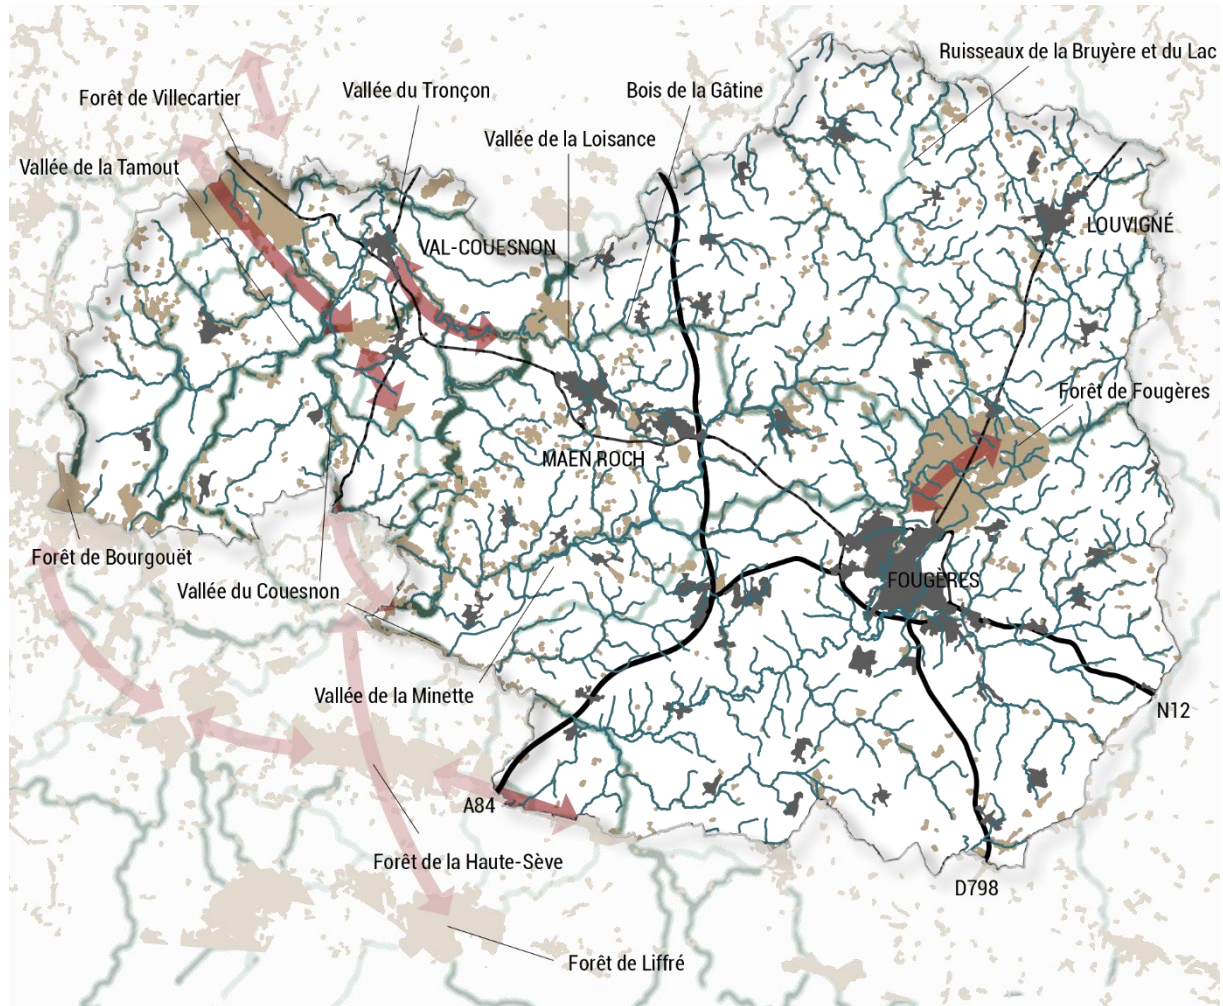 Ruisseaux de la Bruyère et du Lac
Vallée du Tronçon
Bois de la Gâtine
Forêt de Villecartier
Vallée de la Loisance
Vallée de la Tamout
LOUVIGNÉ
VAL-COUESNON
Forêt de Fougères
MAEN ROCH
Forêt de Bourgouët
FOUGÈRES
Vallée du Couesnon
Vallée de la Minette
N12
A84
Forêt de la Haute-Sève
D798
Forêt de Liffré